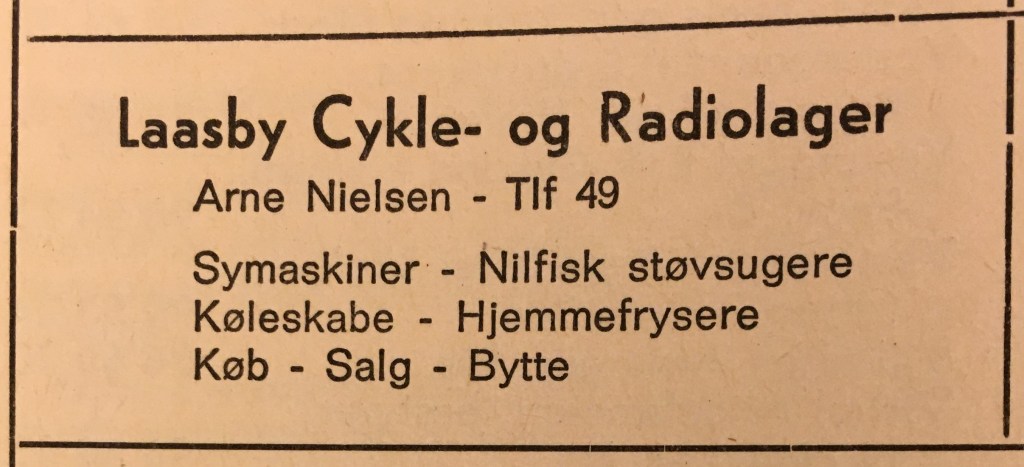 Laasby Cykle- og Radiolager
Arne Nielsen - Tlf 49
Symaskiner - Nilfisk støvsugere
Køleskabe - Hjemmefrysere
Køb - Salg - Bytte